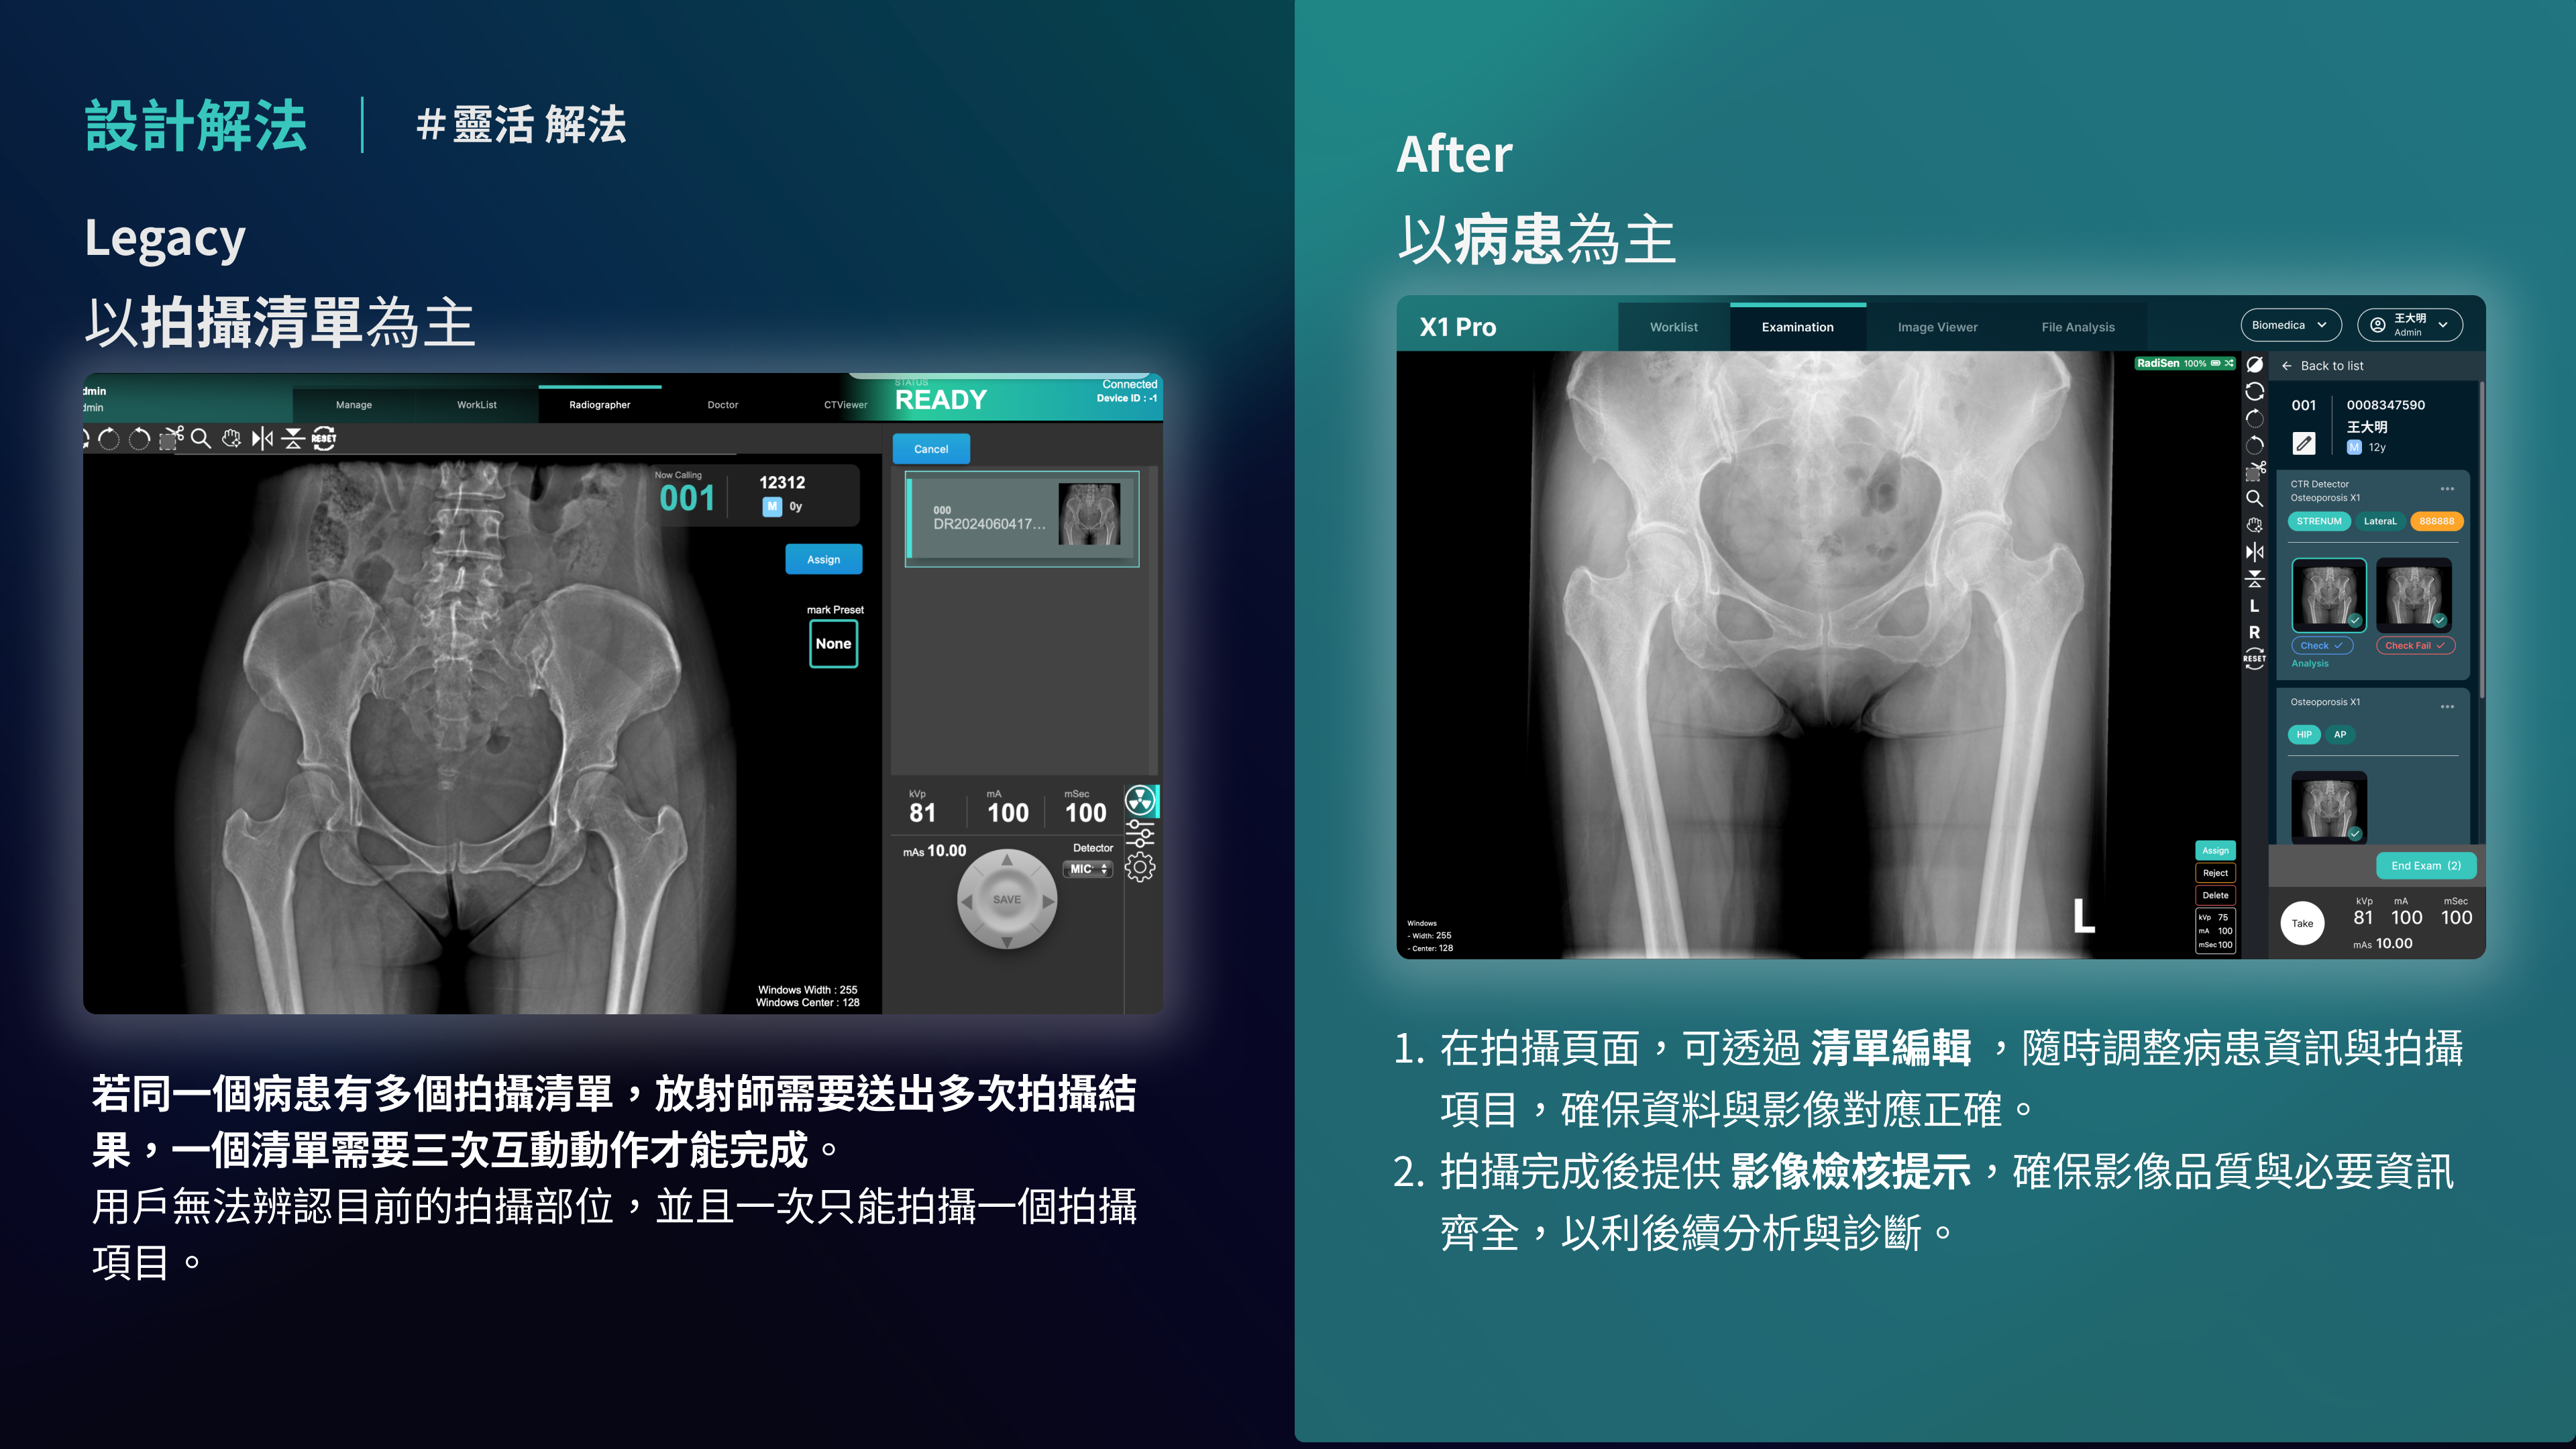 設計解法
#靈活 解法
Legacy
以拍攝清單為主
dmin
dmin
Manage
WorkList
Radiographer
Doctor
CTViewer
STATUS
READY
Connected
Device ID : -1
RESET
Cancel
Now Calling
001
12312
M 0y
Assign
mark Preset
None
000
DR2024060417...
kVp
81
mA
100
mSec
100
mAs 10.00
Detector
MIC
SAVE
Windows Width : 255
Windows Center : 128
若同一個病患有多個拍攝清單，放射師需要送出多次拍攝結
果，一個清單需要三次互動動作才能完成。
用戶無法辨認目前的拍攝部位，並且一次只能拍攝一個拍攝
項目。
After
以病患為主
X1 Pro
Worklist
Examination
Image Viewer
File Analysis
Biomedica
王大明
Admin
RadiSen 100%
Back to list
001
0008347590
王大明
M 12y
CTR Detector
Osteoporosis X1
STRENUM
LateraL
888888
Check
Check Fail
Analysis
L
R
RESET
Osteoporosis X1
HIP
AP
End Exam (2)
Assign
Reject
Delete
kVp 75
mA 100
mSec 100
L
Windows
- Width: 255
- Center: 128
Take
kVp
81
mA
100
mSec
100
mAs 10.00
1. 在拍攝頁面，可透過 清單編輯 ，隨時調整病患資訊與拍攝
項目，確保資料與影像對應正確。
2. 拍攝完成後提供 影像檢核提示，確保影像品質與必要資訊
齊全，以利後續分析與診斷。